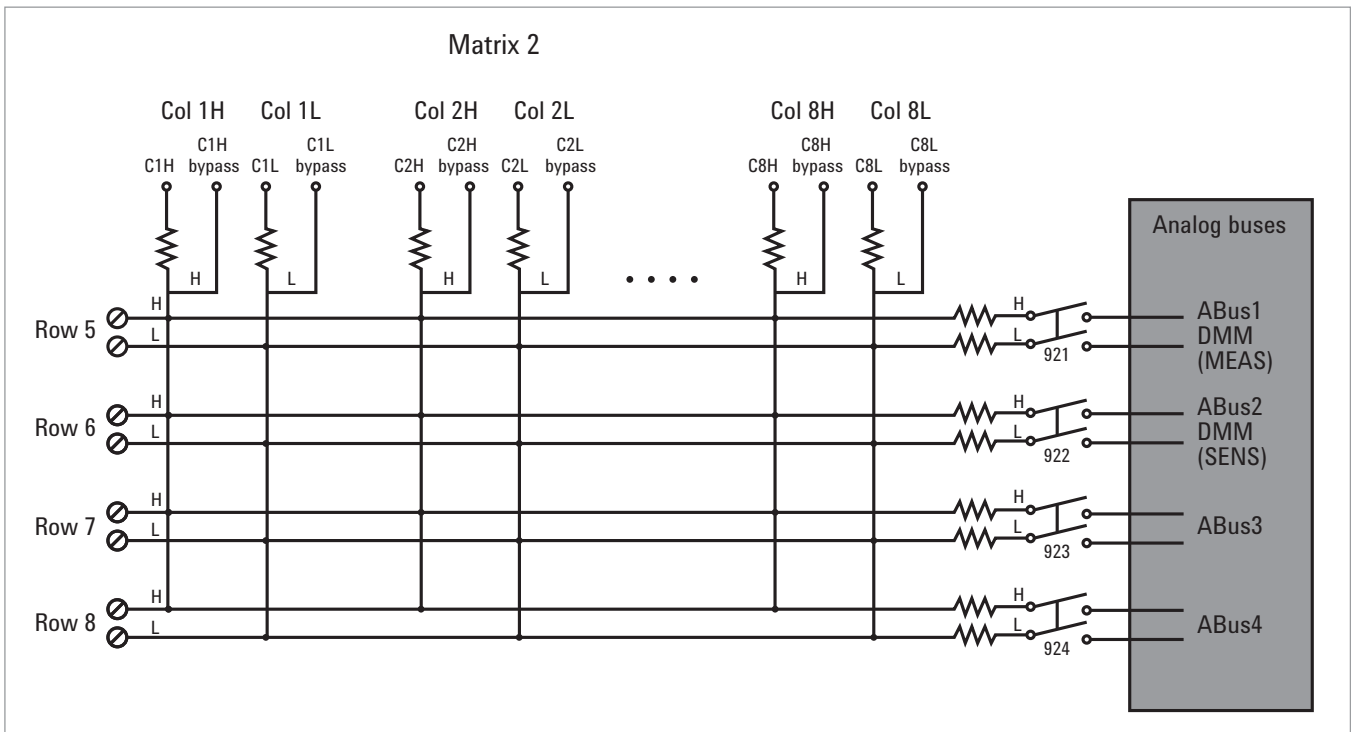 Matrix 2
Col 1H Col 1L Col 2H Col 2L Col 8H Col 8L
C1H C1L C2H C2L C8H C8L
C1H bypass C1L bypass C2H bypass C2L bypass C8H bypass C8L bypass
H L H L H L
Analog buses
Row 5 H L H L 921 ABus1
DMM
(MEAS)
Row 6 H L H L 922 ABus2
DMM
(SENS)
Row 7 H L H L 923 ABus3
Row 8 H L H L 924 ABus4